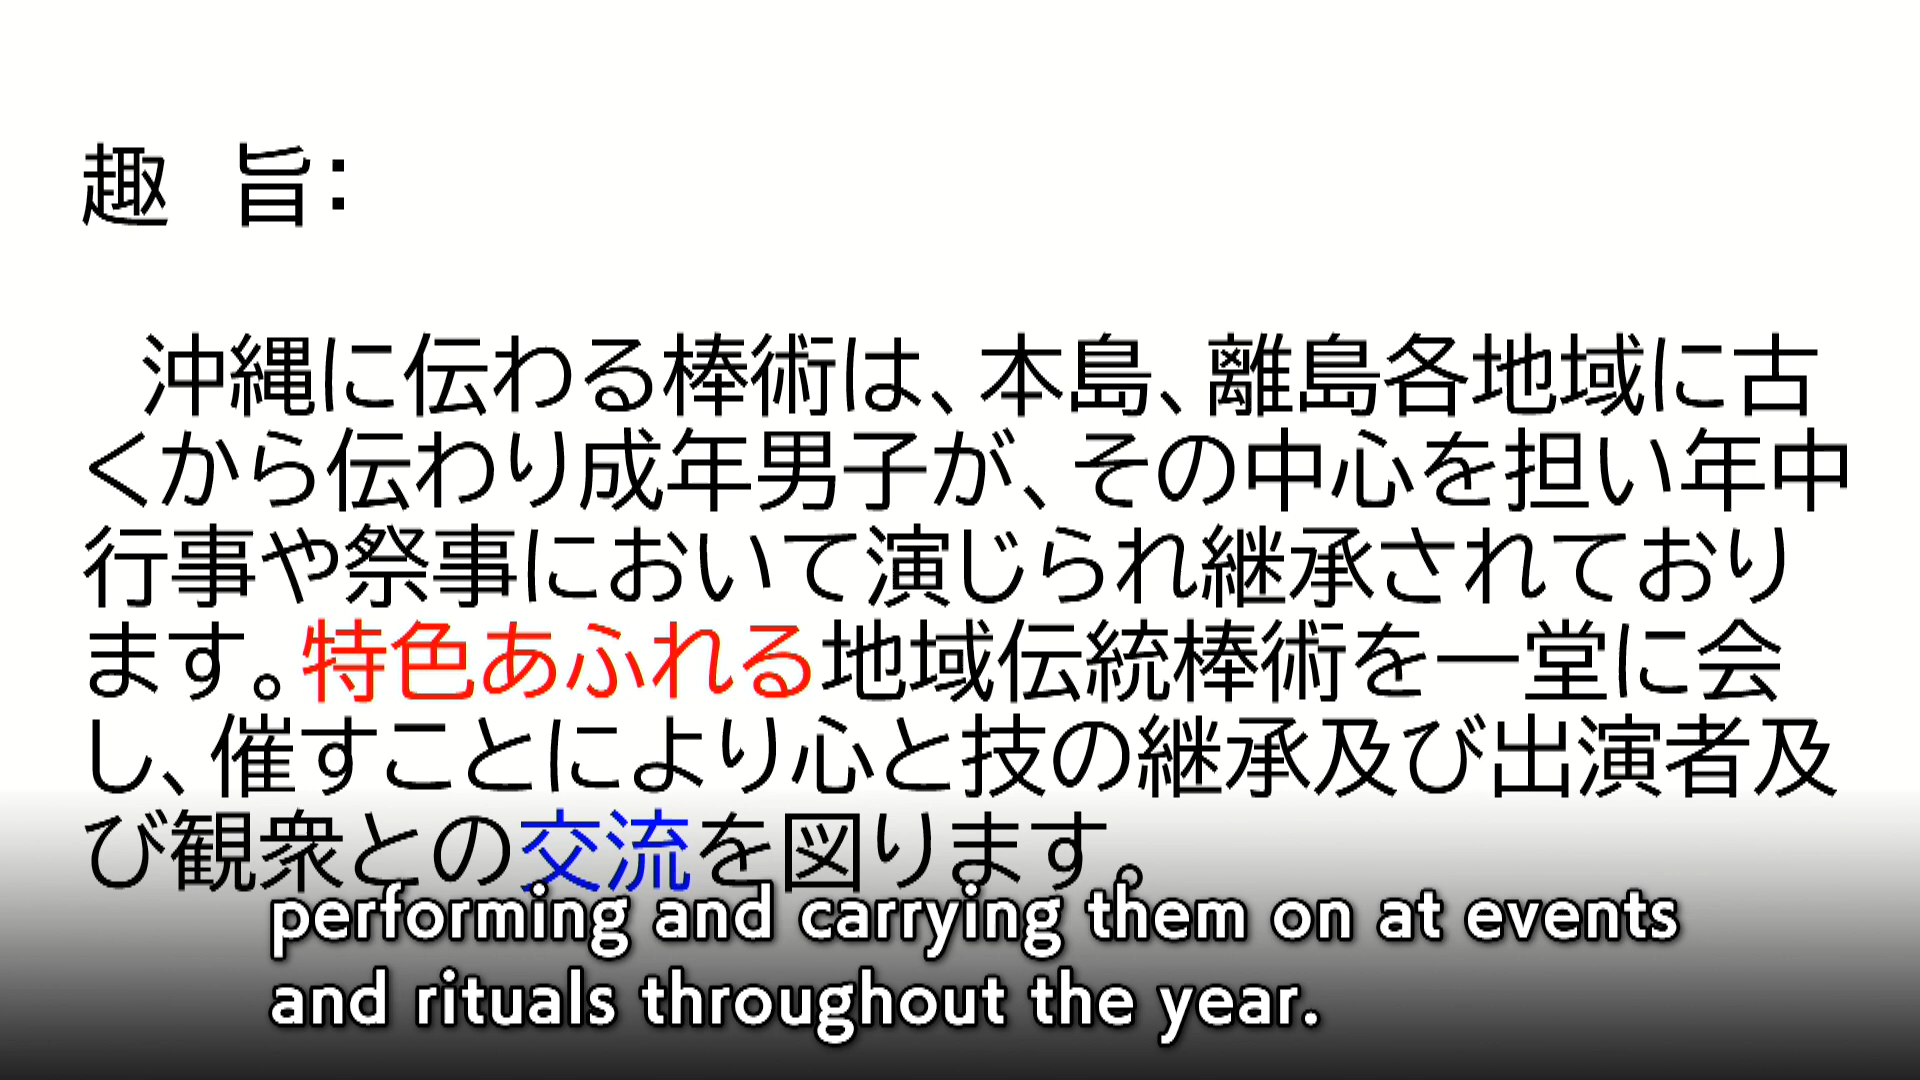 趣　旨：
沖縄に伝わる棒術は、本島、離島各地域に古
くから伝わり成年男子が、その中心を担い年中
行事や祭事において演じられ継承されており
ます。特色あふれる地域伝統棒術を一堂に会
し、催すことにより心と技の継承及び出演者及
び観衆との交流を図ります。
performing and carrying them on at events
and rituals throughout the year.